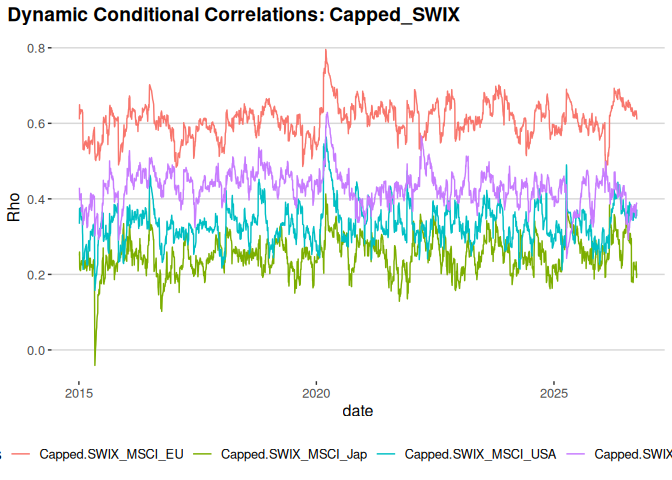 Dynamic Conditional Correlations: Capped_SWIX
0.8
0.6
0.4
0.2
0.0
Rho
2015 2020 2025
date
s Capped.SWIX_MSCI_EU Capped.SWIX_MSCI_Jap Capped.SWIX_MSCI_USA Capped.SWIX